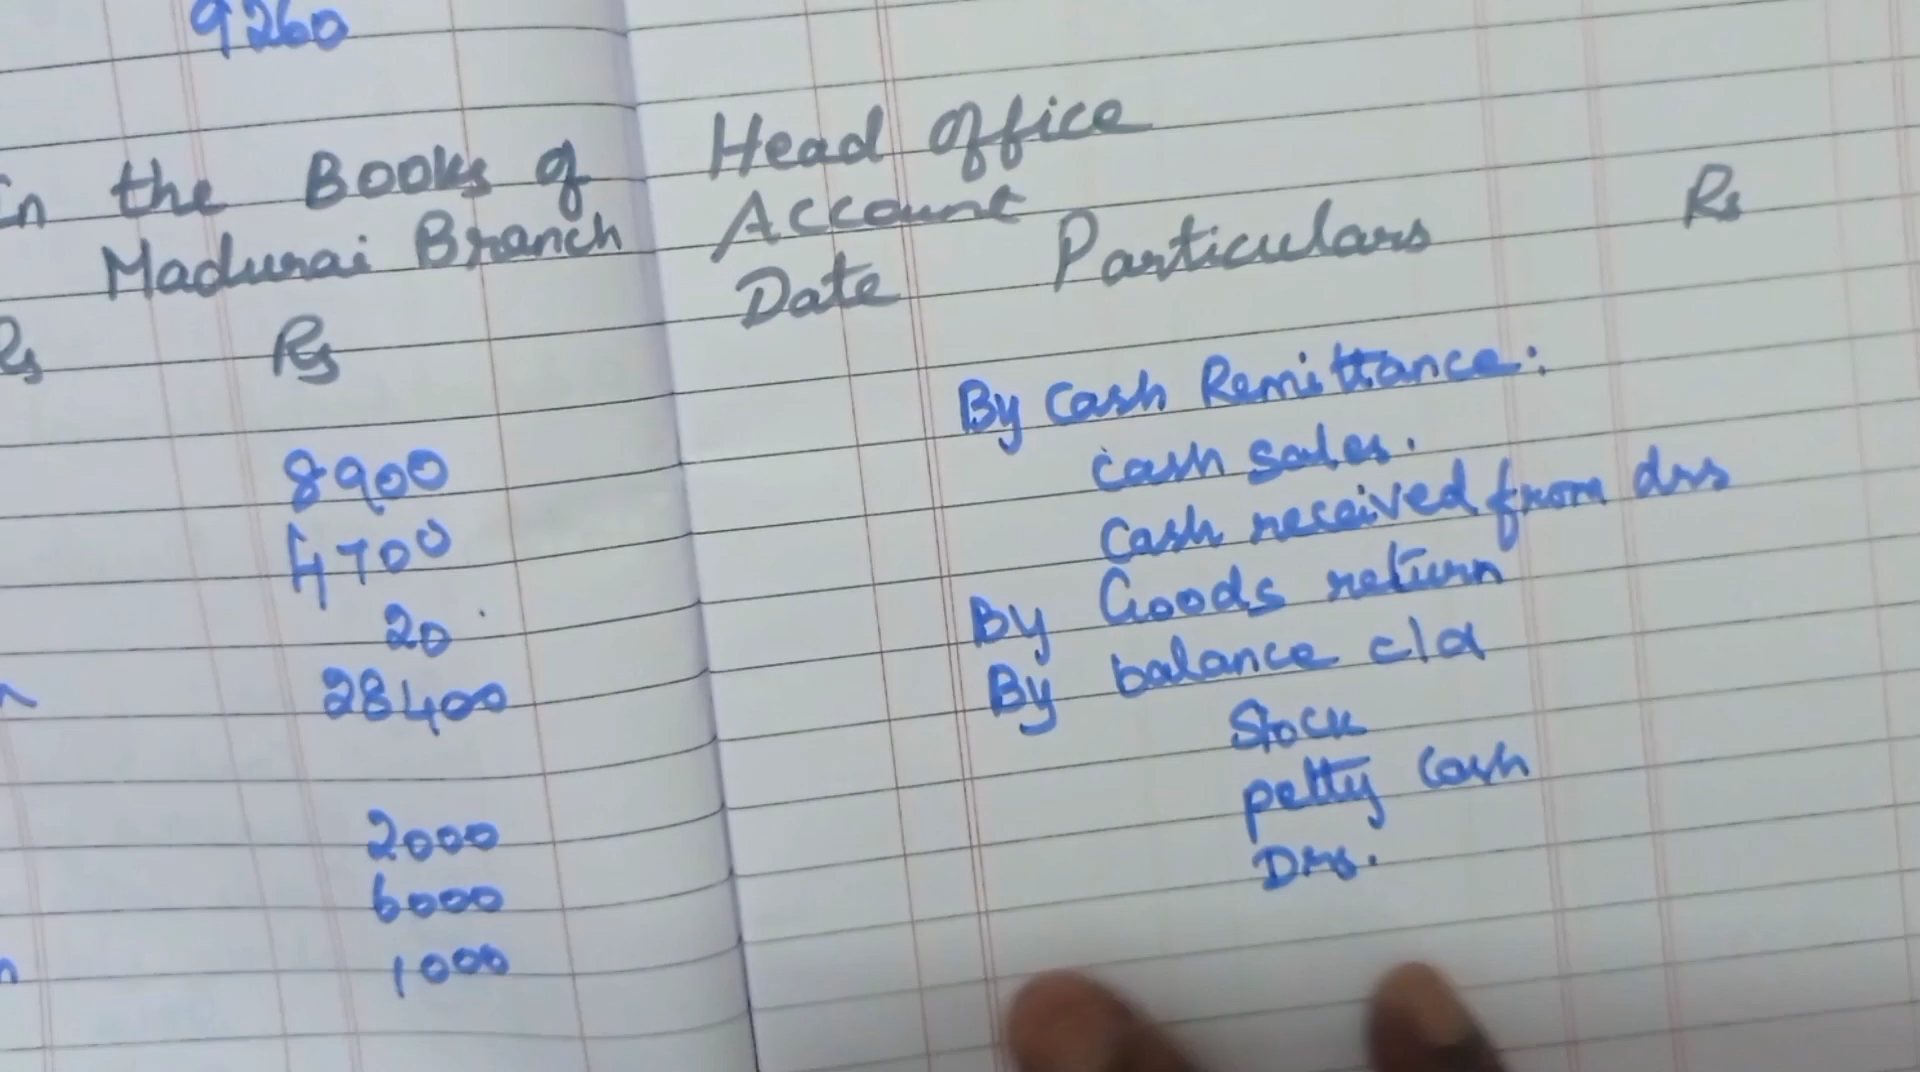 9260
In the Books of Head office
Madurai Branch Account
Rs Rs Date Particulars Rs
By Cash Remittance:
8900 cash sales.
4700 Cash received from drs
20 By Goods return
28400 By balance c/d
Stock
2000 petty cash
6000 Drs.
1000